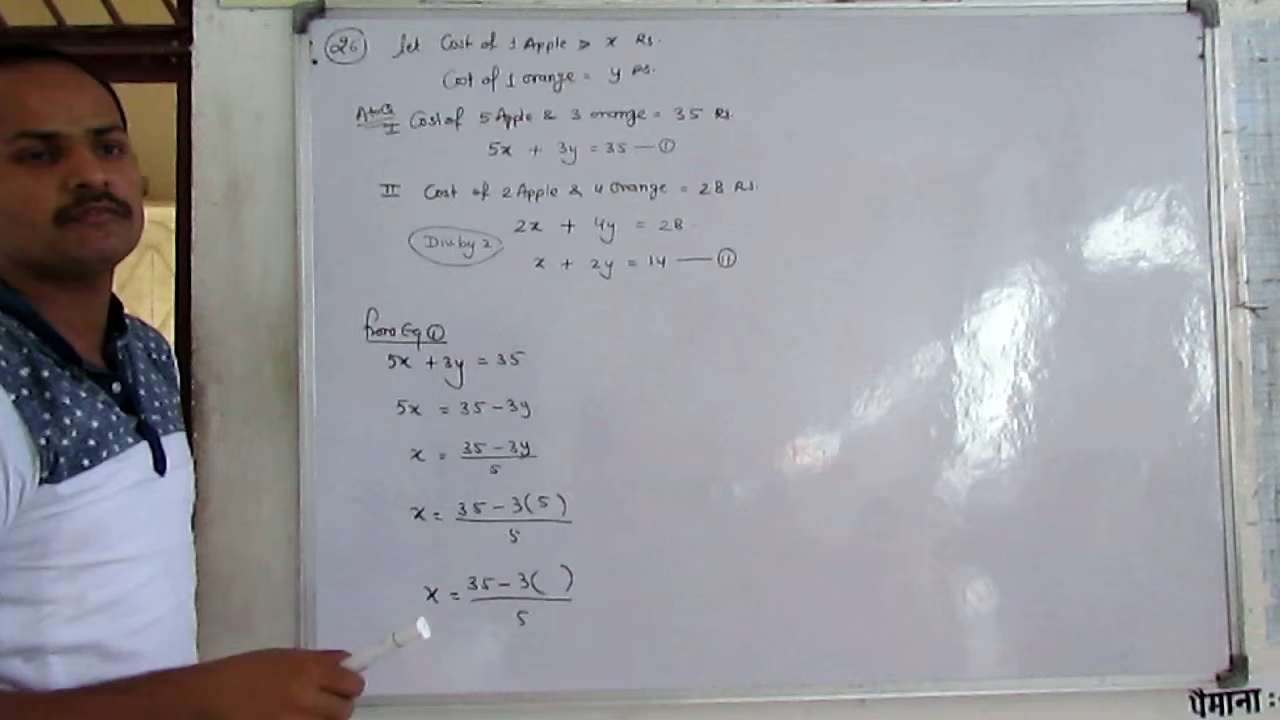 26 let Cost of 1 Apple = x Rs.
Cost of 1 orange = y Rs.
AtoQ
I Cost of 5 Apple & 3 orange = 35 Rs.
5x + 3y = 35 — (I)
II Cost of 2 Apple & 4 Orange = 28 Rs.
2x + 4y = 28
Div by 2
x + 2y = 14 — (II)
from Eq (I)
5x + 3y = 35
5x = 35 - 3y
x = (35 - 3y)/5
x = (35 - 3(5))/5
x = (35 - 3( ))/5
पैमाना :